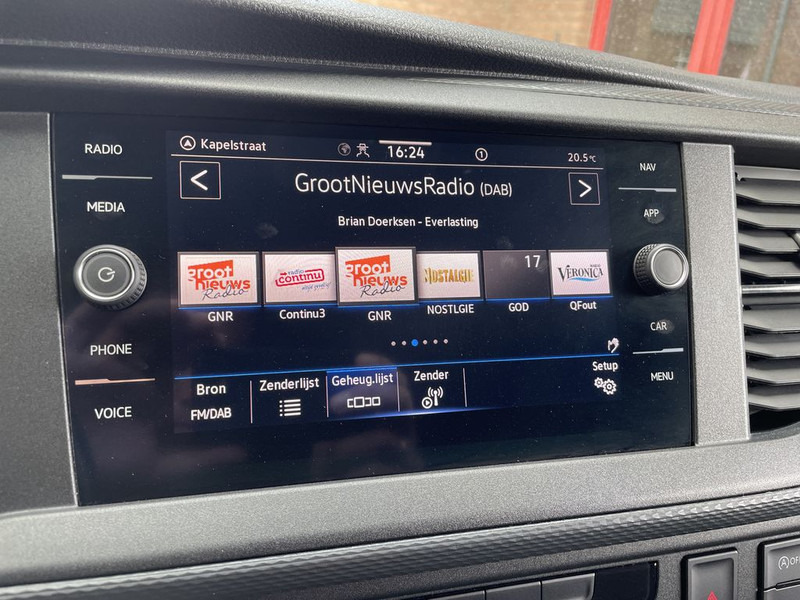 RADIO
MEDIA
PHONE
VOICE
Kapelstraat
16:24
1
20.5°C
GrootNieuwsRadio (DAB)
Brian Doerksen - Everlasting
groot nieuws Radio
radio continu
groot nieuws Radio
NOSTALGIE
17
VERONICA
GNR
Continu3
GNR
NOSTLGIE
GOD
QFout
Bron
FM/DAB
Zenderlijst
Geheug.lijst
Zender
Setup
NAV
APP
CAR
MENU